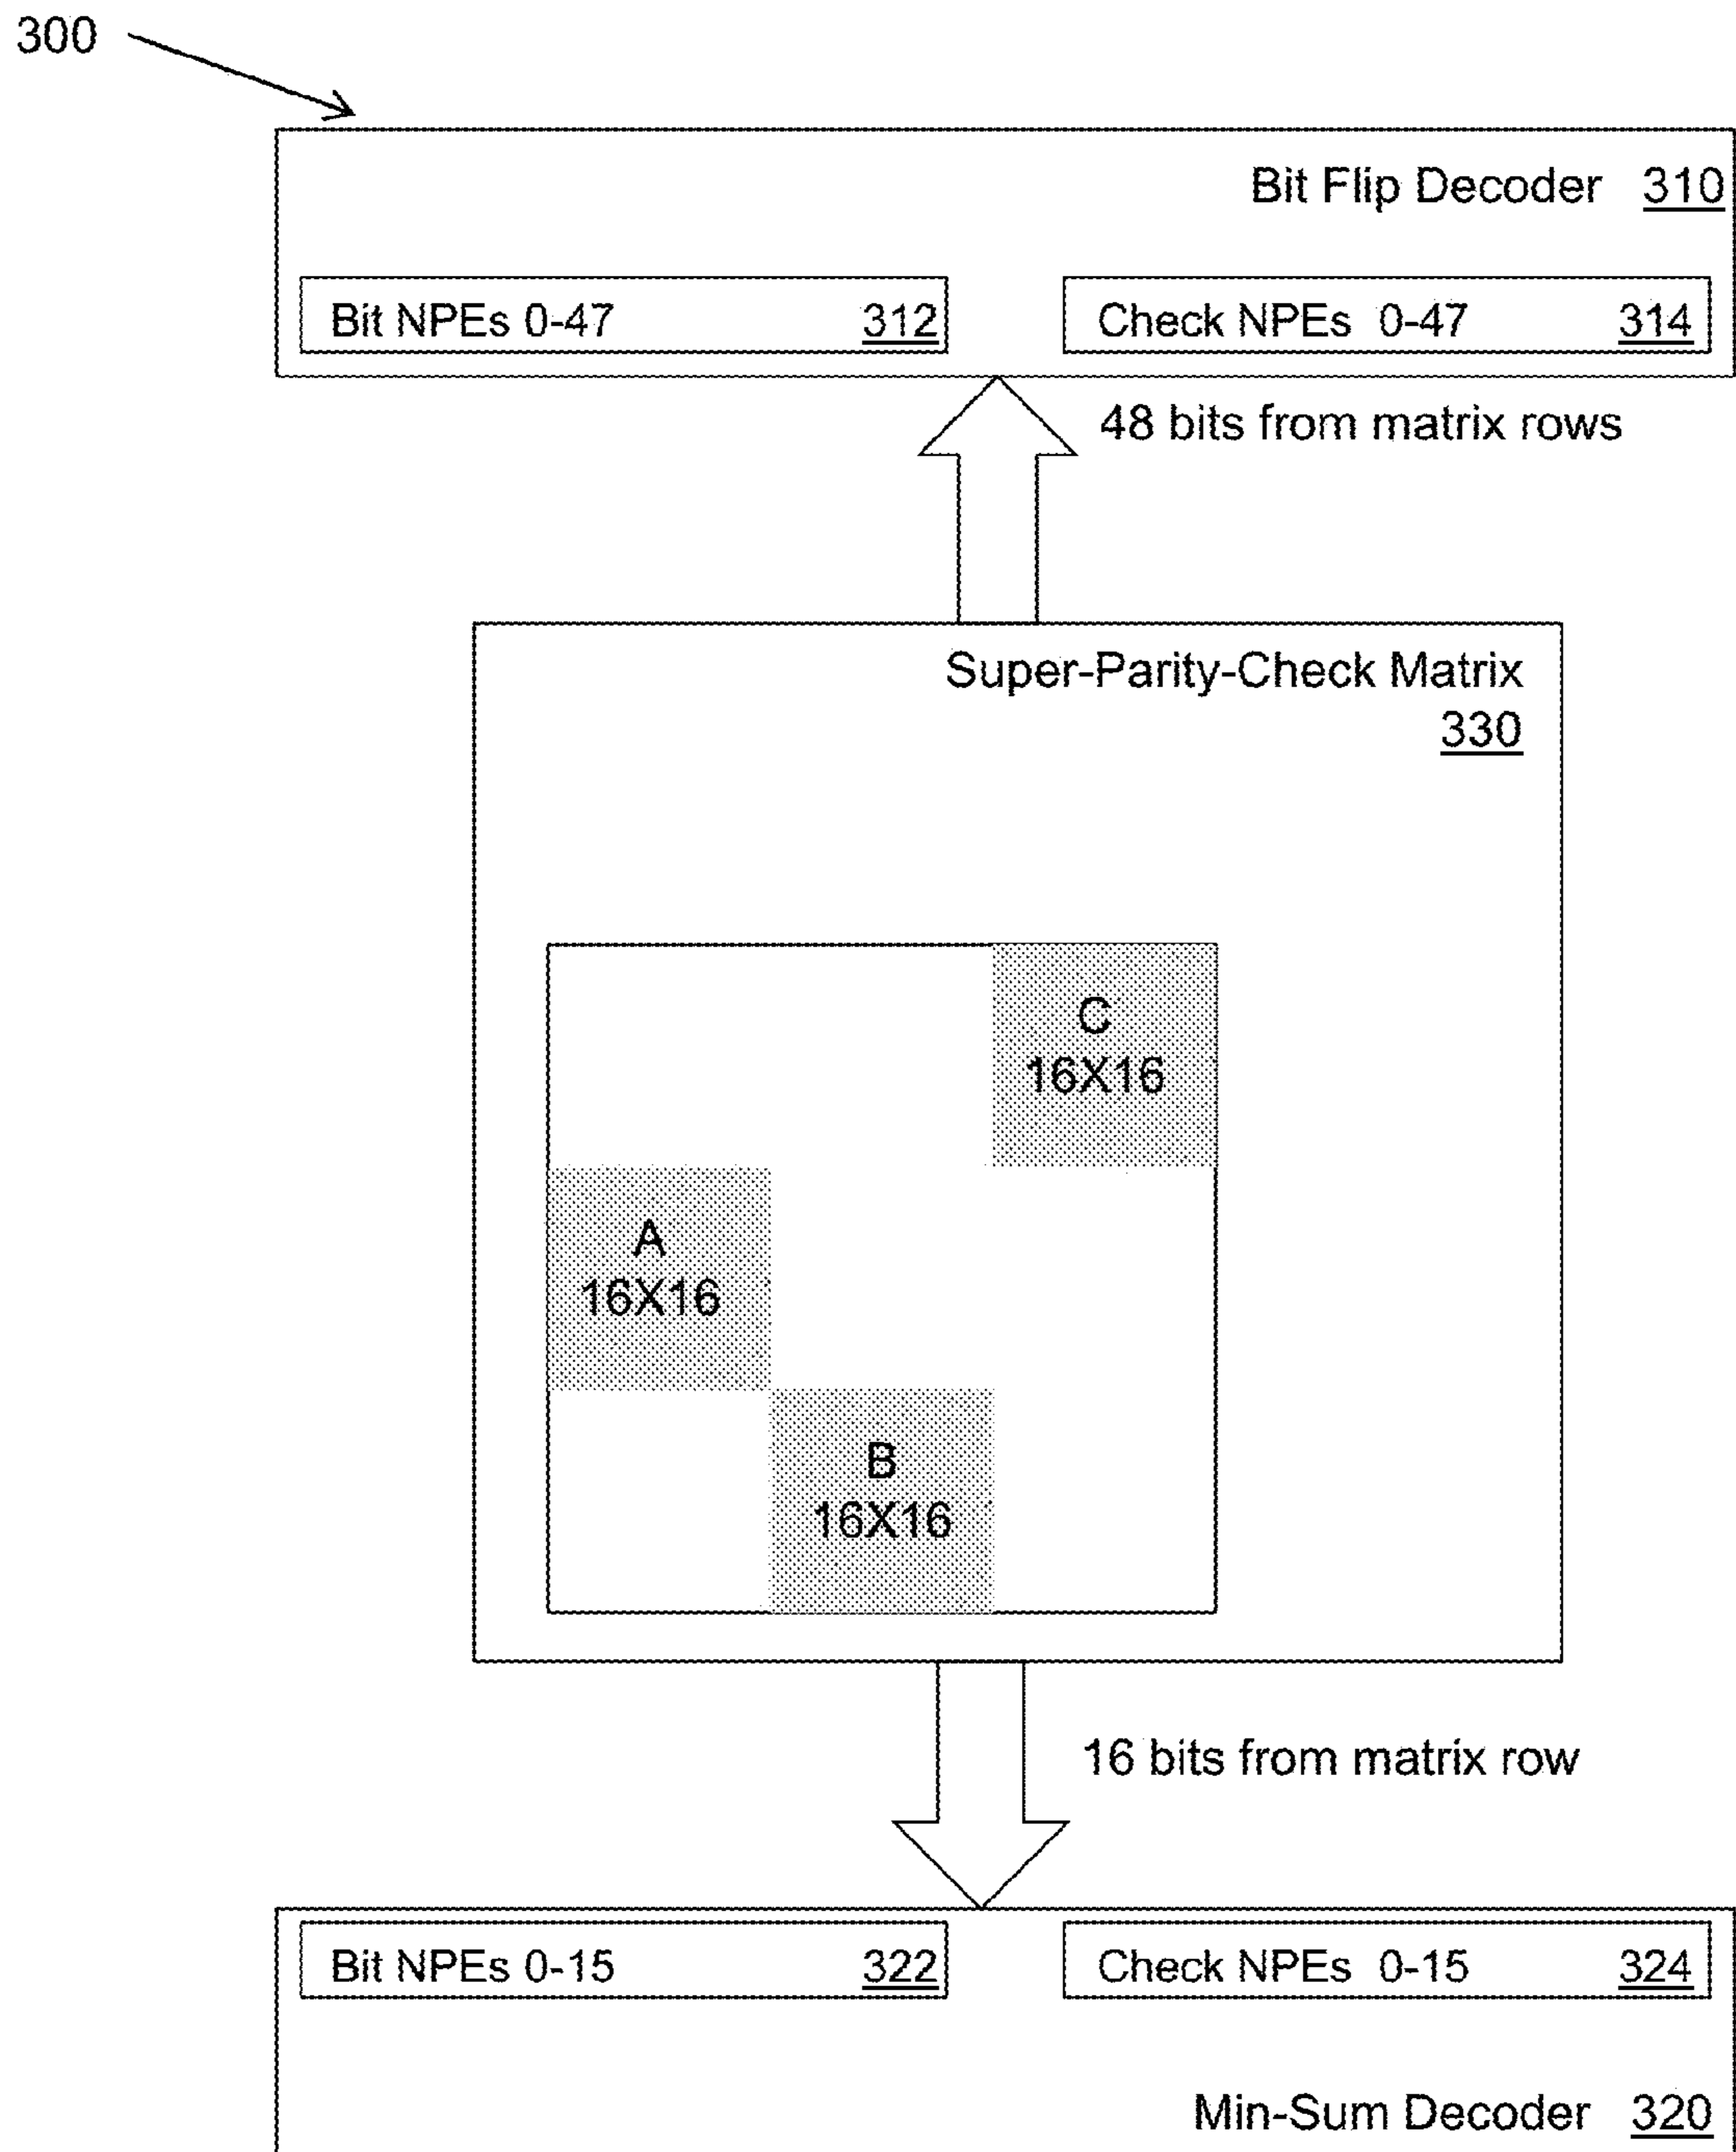 300
Bit Flip Decoder 310
Bit NPEs 0-47 312
Check NPEs 0-47 314
48 bits from matrix rows
Super-Parity-Check Matrix
330
C
16X16
A
16X16
B
16X16
16 bits from matrix row
Bit NPEs 0-15 322
Check NPEs 0-15 324
Min-Sum Decoder 320